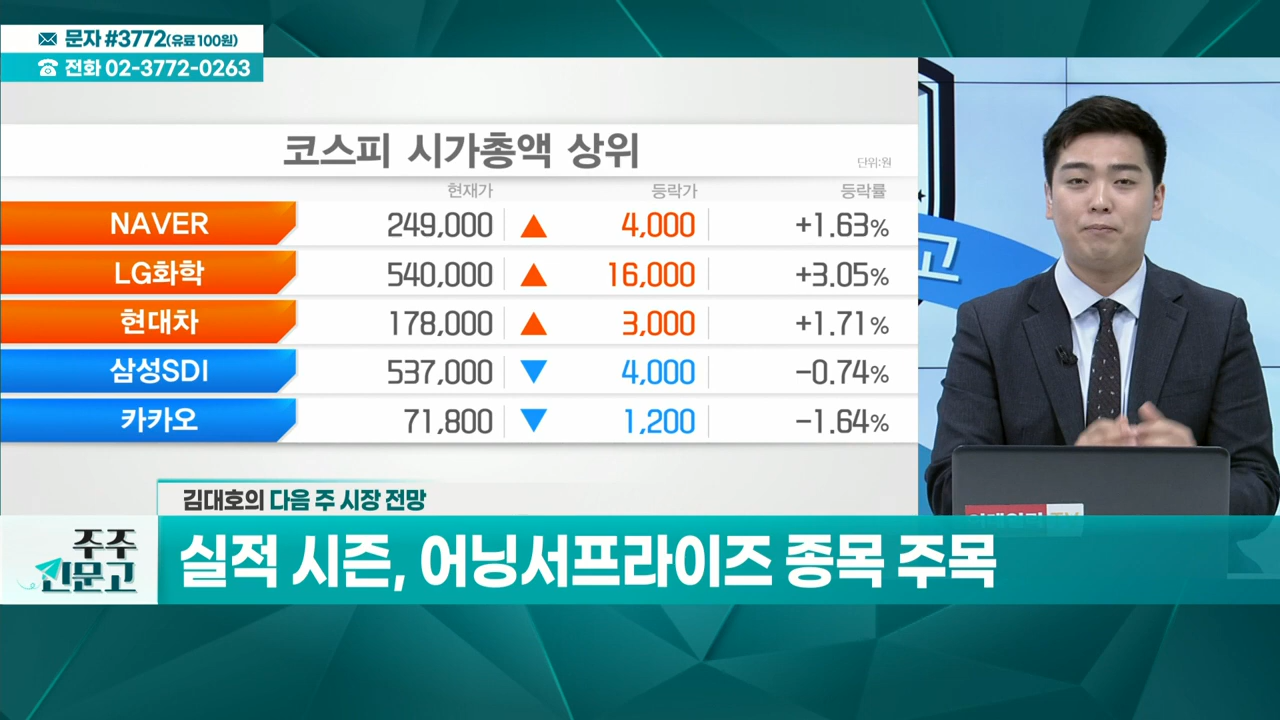 문자 #3772(유료100원)
전화 02-3772-0263
코스피 시가총액 상위
단위:원
현재가 등락가 등락률
NAVER 249,000 ▲ 4,000 +1.63%
LG화학 540,000 ▲ 16,000 +3.05%
현대차 178,000 ▲ 3,000 +1.71%
삼성SDI 537,000 ▼ 4,000 -0.74%
카카오 71,800 ▼ 1,200 -1.64%
고
김대호의 다음 주 시장 전망
주주
신문고
실적 시즌, 어닝서프라이즈 종목 주목